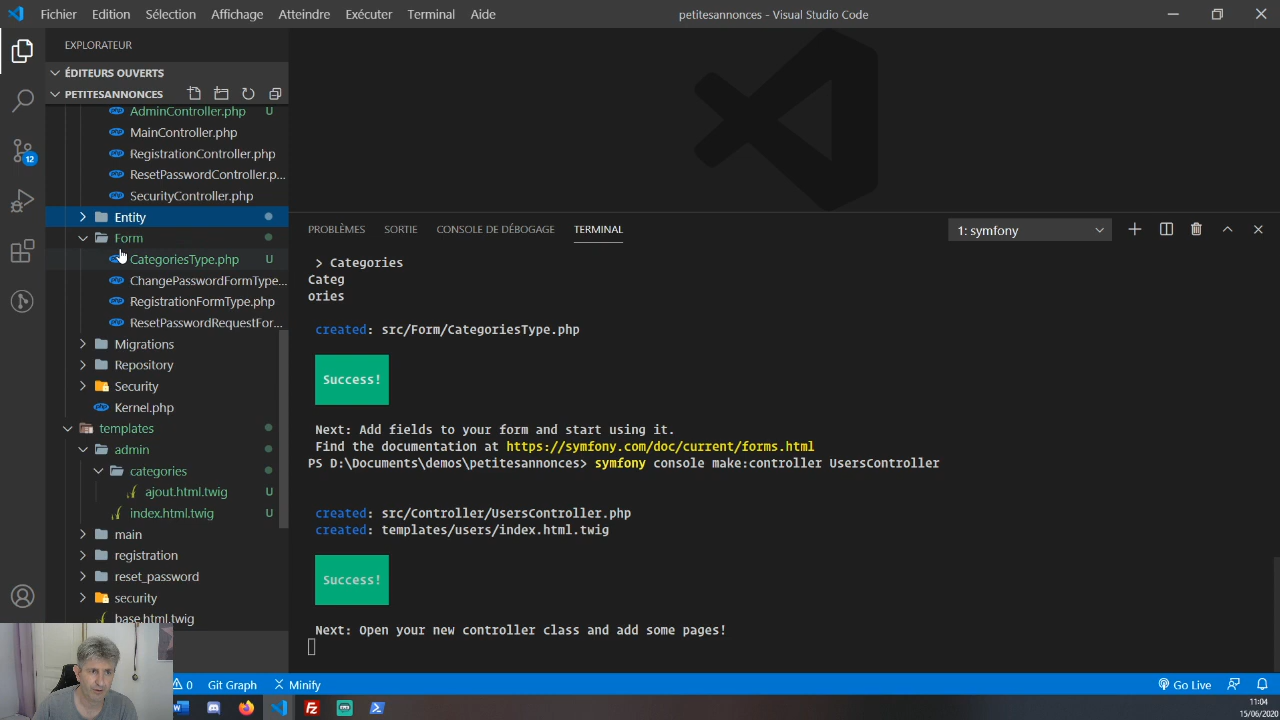 Fichier Edition Sélection Affichage Atteindre Exécuter Terminal Aide petitesannonces - Visual Studio Code
EXPLORATEUR
ÉDITEURS OUVERTS
PETITESANNONCES
AdminController.php U
MainController.php
RegistrationController.php
ResetPasswordController.p...
SecurityController.php
Entity
Form
CategoriesType.php U
ChangePasswordFormType...
RegistrationFormType.php
ResetPasswordRequestFor...
Migrations
Repository
Security
Kernel.php
templates
admin
categories
ajout.html.twig U
index.html.twig U
main
registration
reset_password
security
base.html.twig
12
PROBLÈMES SORTIE CONSOLE DE DÉBOGAGE TERMINAL 1: symfony
> Categories
Categ
ories
created: src/Form/CategoriesType.php
Success!
Next: Add fields to your form and start using it.
Find the documentation at https://symfony.com/doc/current/forms.html
PS D:\Documents\demos\petitesannonces> symfony console make:controller UsersController
created: src/Controller/UsersController.php
created: templates/users/index.html.twig
Success!
Next: Open your new controller class and add some pages!
0 Git Graph Minify Go Live
11:04
15/06/2020